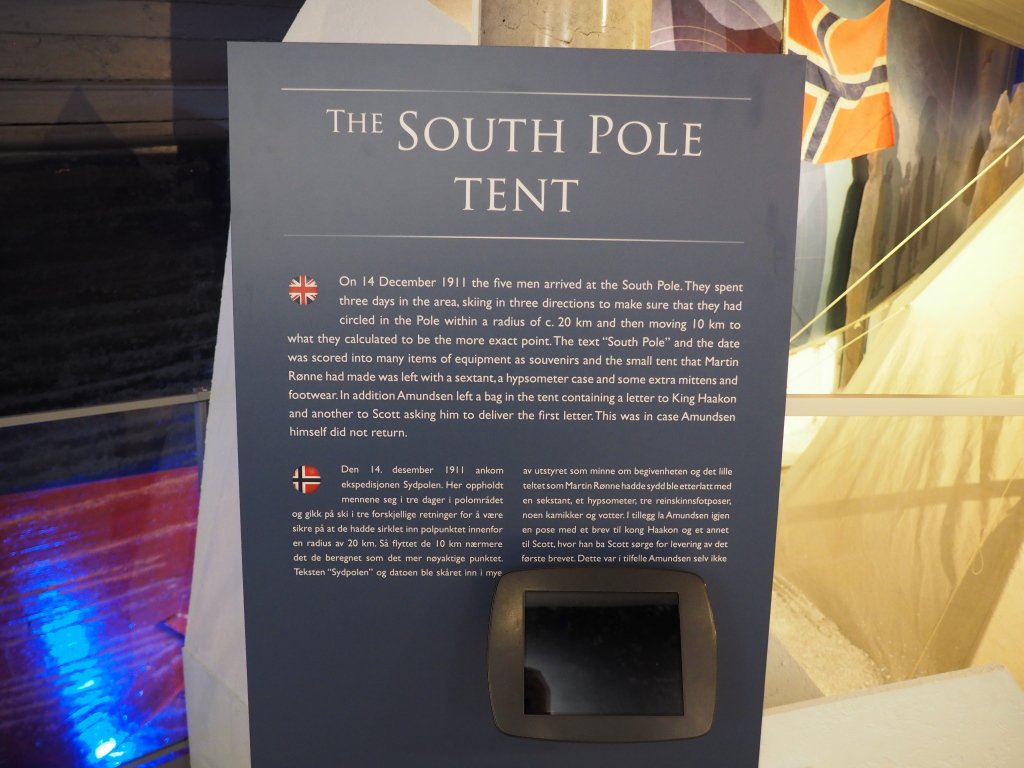 THE SOUTH POLE
TENT
On 14 December 1911 the five men arrived at the South Pole. They spent
three days in the area, skiing in three directions to make sure that they had
circled in the Pole within a radius of c. 20 km and then moving 10 km to
what they calculated to be the more exact point. The text “South Pole” and the date
was scored into many items of equipment as souvenirs and the small tent that Martin
Rønne had made was left with a sextant, a hypsometer case and some extra mittens and
footwear. In addition Amundsen left a bag in the tent containing a letter to King Haakon
and another to Scott asking him to deliver the first letter. This was in case Amundsen
himself did not return.
Den 14. desember 1911 ankom
ekspedisjonen Sydpolen. Her oppholdt
mennene seg i tre dager i polområdet
og gikk på ski i tre forskjellige retninger for å være
sikre på at de hadde sirklet inn polpunktet innenfor
en radius av 20 km. Så flyttet de 10 km nærmere
det de beregnet som det mer nøyaktige punktet.
Teksten “Sydpolen” og datoen ble skåret inn i mye
av utstyret som minne om begivenheten og det lille
teltet som Martin Rønne hadde sydd ble etterlatt med
en sekstant, et hypsometer, tre reinskinnsfotposer,
noen kamikker og votter. I tillegg la Amundsen igjen
en pose med et brev til kong Haakon og et annet
til Scott, hvor han ba Scott sørge for levering av det
første brevet. Dette var i tilfelle Amundsen selv ikke